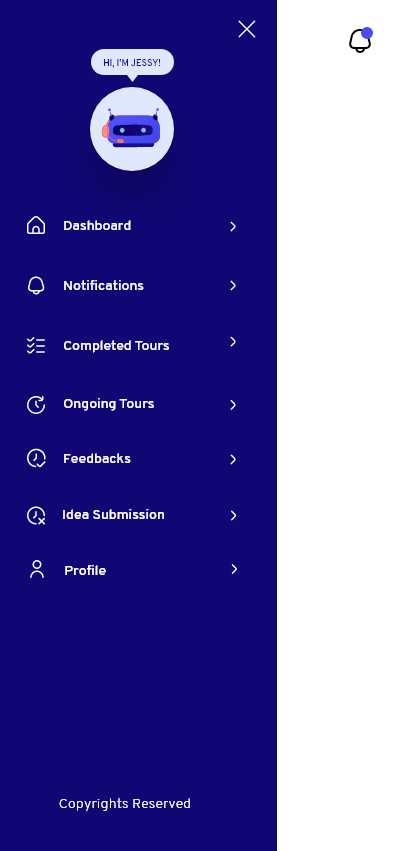 HI, I'M JESSY!
Dashboard
Notifications
Completed Tours
Ongoing Tours
Feedbacks
Idea Submission
Profile
Copyrights Reserved